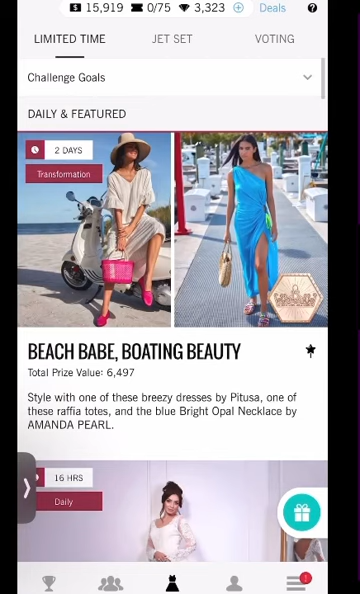 $ 15,919 0/75 3,323 Deals ?
LIMITED TIME JET SET VOTING
Challenge Goals
DAILY & FEATURED
2 DAYS
Transformation
BEACH BABE, BOATING BEAUTY
Total Prize Value: 6,497
Style with one of these breezy dresses by Pitusa, one of
these raffia totes, and the blue Bright Opal Necklace by
AMANDA PEARL.
16 HRS
Daily